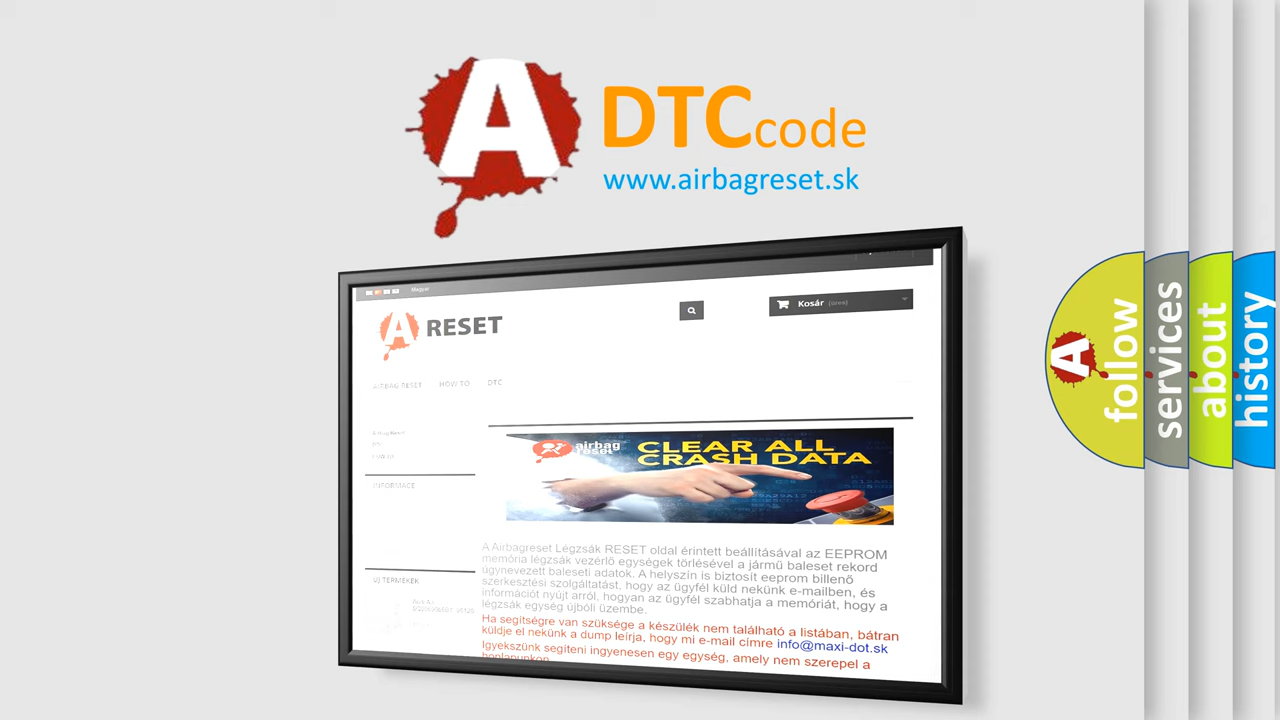 A DTCcode
www.airbagreset.sk
Magyar
Kosár (üres)
A RESET
AIRBAG RESET HOW TO DTC
INFORMACE
ÚJ TERMÉKEK
airbag
reset
CLEAR ALL
CRASH DATA
A Airbagreset Légzsák RESET oldal érintett beállításával az EEPROM
memória légzsák vezérlő egységek törlésével a jármű baleset rekord
úgynevezett baleseti adatok. A helyszín is biztosít eeprom billenő
szerkesztési szolgáltatást, hogy az ügyfél küld nekünk e-mailben, és
információt nyújt arról, hogyan az ügyfél szabhatja a memóriát, hogy a
légzsák egység újbóli üzembe.
Ha segítségre van szüksége a készülék nem található a listában, bátran
küldje el nekünk a dump leírja, hogy mi e-mail címre info@maxi-dot.sk
Igyekszünk segíteni ingyenesen egy egység, amely nem szerepel a
honlapunkon
A follow
services
about
history